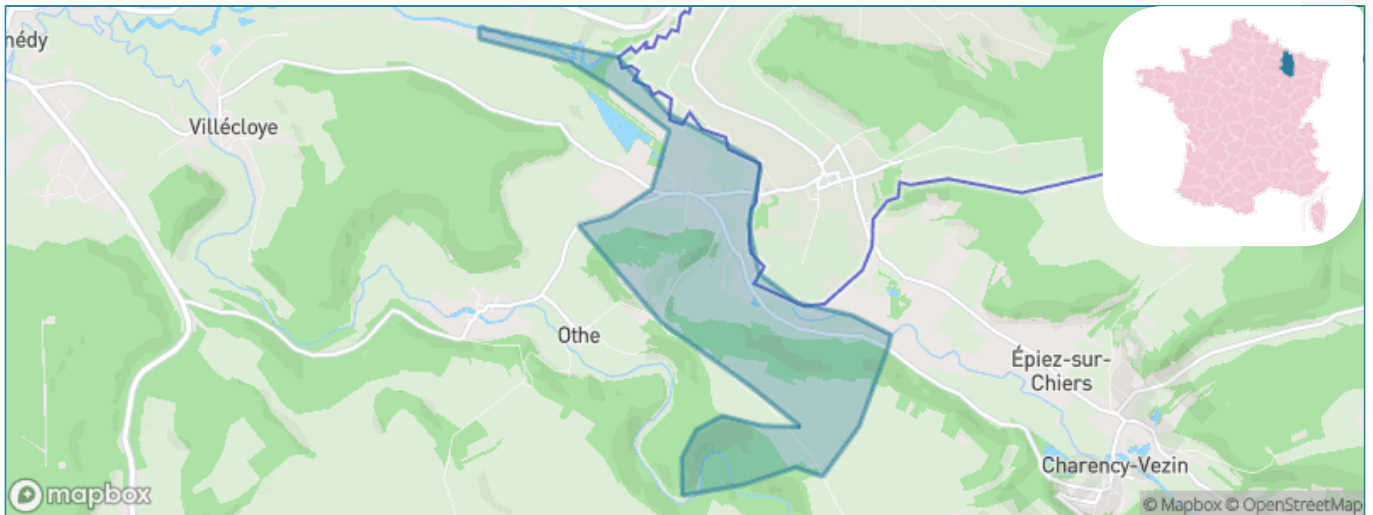 nédy
Villécloye
Othe
Épiez-sur-
Chiers
Charency-Vezin
mapbox
© Mapbox © OpenStreetMap